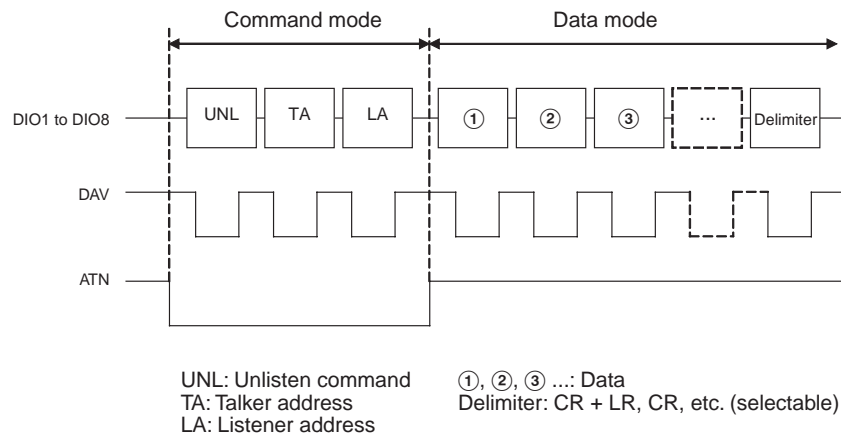 Command mode Data mode
DIO1 to DIO8 UNL TA LA ① ② ③ ... Delimiter
DAV
ATN
UNL: Unlisten command
TA: Talker address
LA: Listener address
①, ②, ③ ...: Data
Delimiter: CR + LR, CR, etc. (selectable)